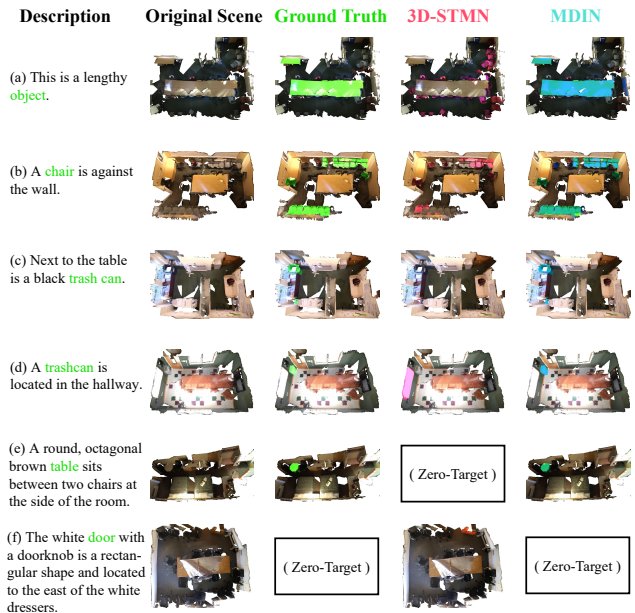 Description Original Scene Ground Truth 3D-STMN MDIN
(a) This is a lengthy
object.
(b) A chair is against
the wall.
(c) Next to the table
is a black trash can.
(d) A trashcan is
located in the hallway.
(e) A round, octagonal
brown table sits
between two chairs at
the side of the room.
( Zero-Target )
(f) The white door with
a doorknob is a rectan-
gular shape and located
to the east of the white
dressers.
( Zero-Target )
( Zero-Target )